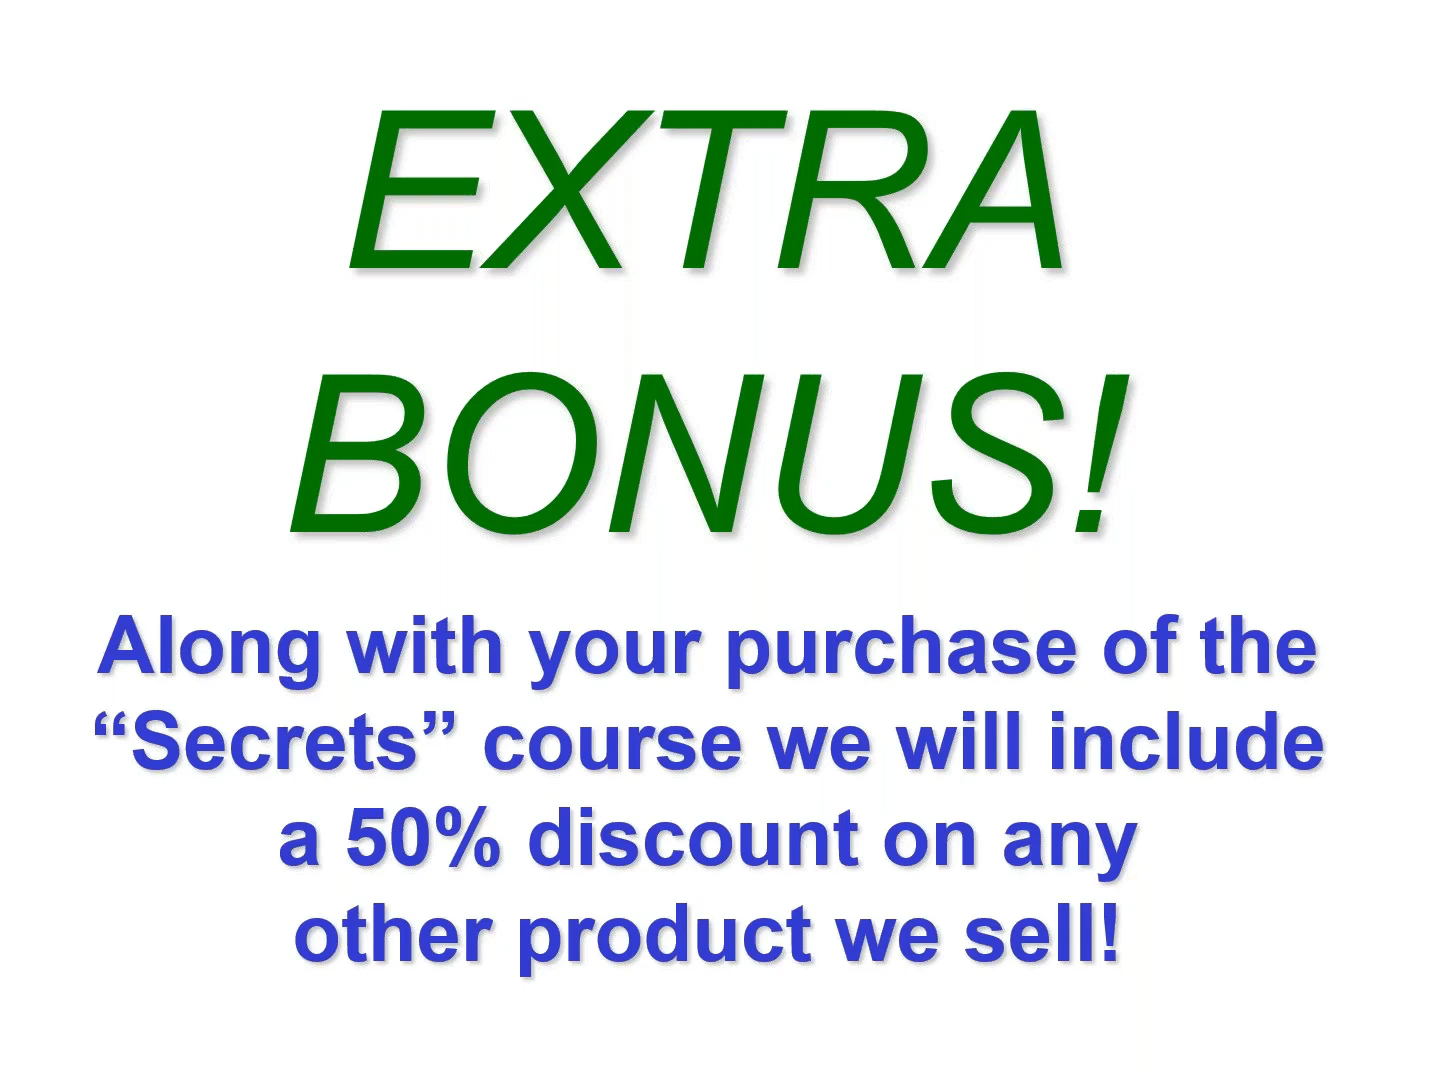 EXTRA
BONUS!
Along with your purchase of the
“Secrets” course we will include
a 50% discount on any
other product we sell!